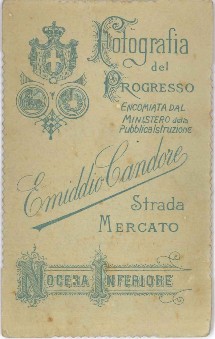 Fotografia
del
PROGRESSO
ENCOMIATA DAL
MINISTERO della
Pubblica Istruzione
Emiddio Candore
Strada
MERCATO
NOCERA INFERIORE